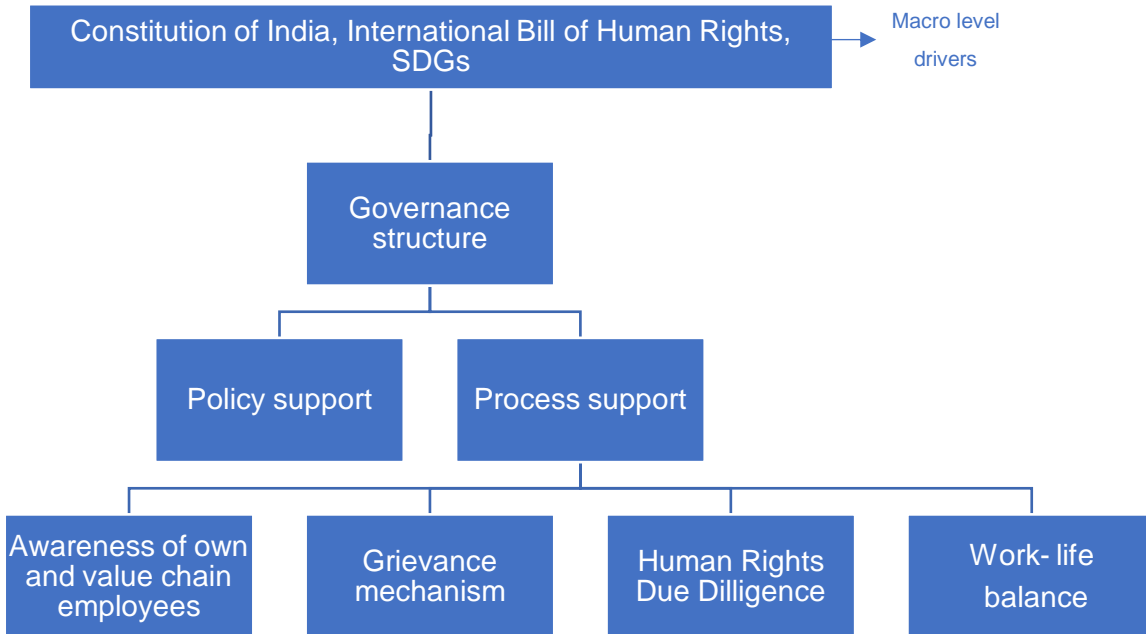 Constitution of India, International Bill of Human Rights,
SDGs
Macro level
drivers
Governance
structure
Policy support
Process support
Awareness of own
and value chain
employees
Grievance
mechanism
Human Rights
Due Dilligence
Work- life
balance